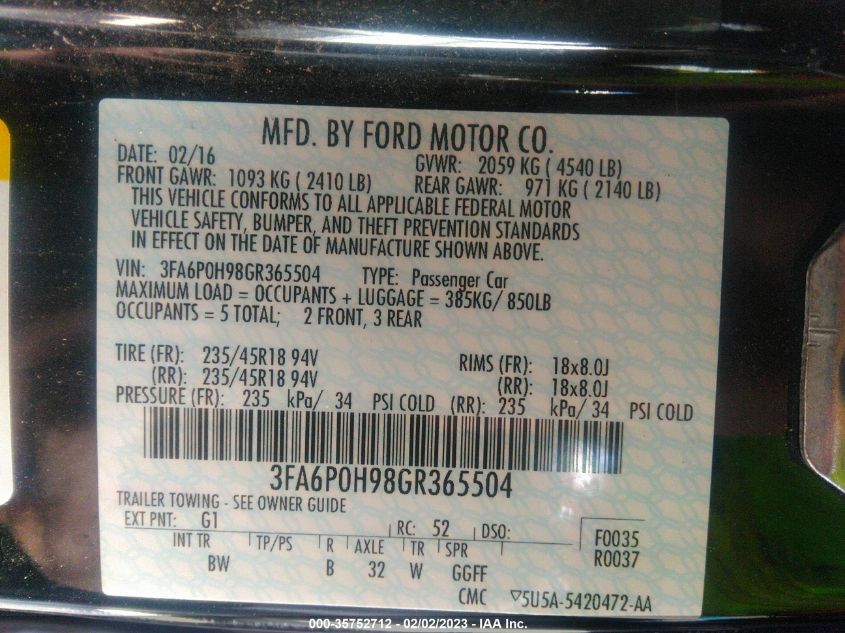 MFD. BY FORD MOTOR CO.
DATE: 02/16 GVWR: 2059 KG ( 4540 LB)
FRONT GAWR: 1093 KG ( 2410 LB) REAR GAWR: 971 KG ( 2140 LB)
THIS VEHICLE CONFORMS TO ALL APPLICABLE FEDERAL MOTOR
VEHICLE SAFETY, BUMPER, AND THEFT PREVENTION STANDARDS
IN EFFECT ON THE DATE OF MANUFACTURE SHOWN ABOVE.
VIN: 3FA6P0H98GR365504 TYPE: Passenger Car
MAXIMUM LOAD = OCCUPANTS + LUGGAGE = 385KG/ 850LB
OCCUPANTS = 5 TOTAL; 2 FRONT, 3 REAR
TIRE (FR): 235/45R18 94V RIMS (FR): 18x8.0J
(RR): 235/45R18 94V (RR): 18x8.0J
PRESSURE (FR): 235 kPa/ 34 PSI COLD (RR): 235 kPa/ 34 PSI COLD
3FA6P0H98GR365504
TRAILER TOWING - SEE OWNER GUIDE
EXT PNT: G1 RC: 52 DSO: F0035
INT TR TP/PS R AXLE TR SPR R0037
BW B 32 W GGFF
CMC 5U5A-5420472-AA
000-35752712 - 02/02/2023 - IAA Inc.